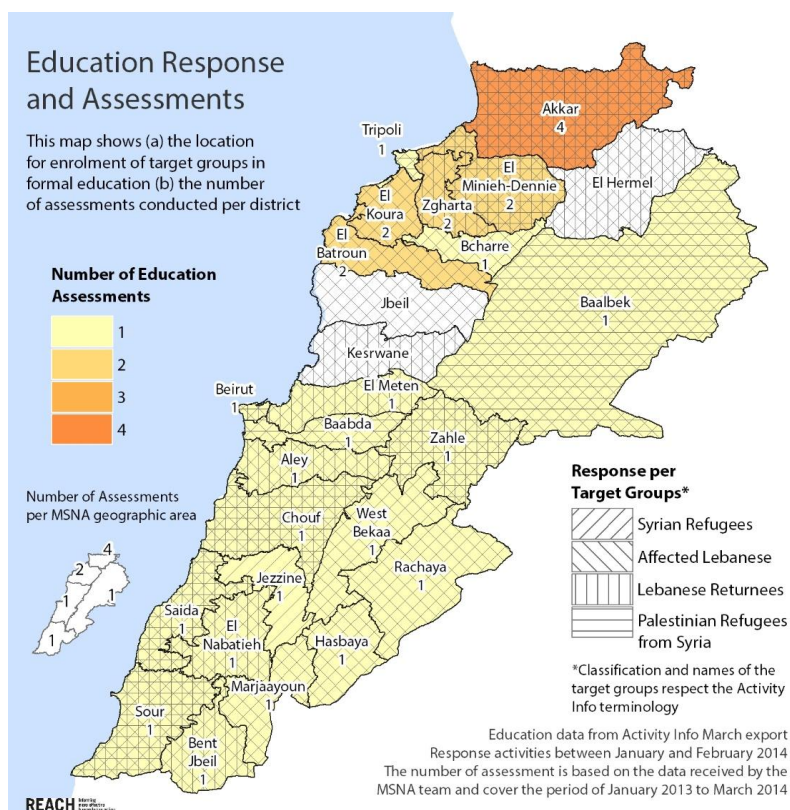 Education Response
and Assessments
This map shows (a) the location
for enrolment of target groups in
formal education (b) the number
of assessments conducted per district
Number of Education
Assessments
1
2
3
4
Number of Assessments
per MSNA geographic area
4
2
1
1
1
Akkar
4
Tripoli
1
El
Minieh-Dennie
2
El Hermel
El
Koura
2
Zgharta
2
El
Batroun
2
Bcharre
1
Jbeil
Baalbek
1
Kesrwane
El Meten
1
Beirut
1
Baabda
1
Zahle
1
Aley
1
Chouf
1
West
Bekaa
1
Rachaya
1
Jezzine
1
Saida
1
El
Nabatieh
1
Hasbaya
1
Marjaayoun
1
Sour
1
Bent
Jbeil
1
Response per
Target Groups*
Syrian Refugees
Affected Lebanese
Lebanese Returnees
Palestinian Refugees
from Syria
*Classification and names of the
target groups respect the Activity
Info terminology
Education data from Activity Info March export
Response activities between January and February 2014
The number of assessment is based on the data received by the
MSNA team and cover the period of January 2013 to March 2014
REACH